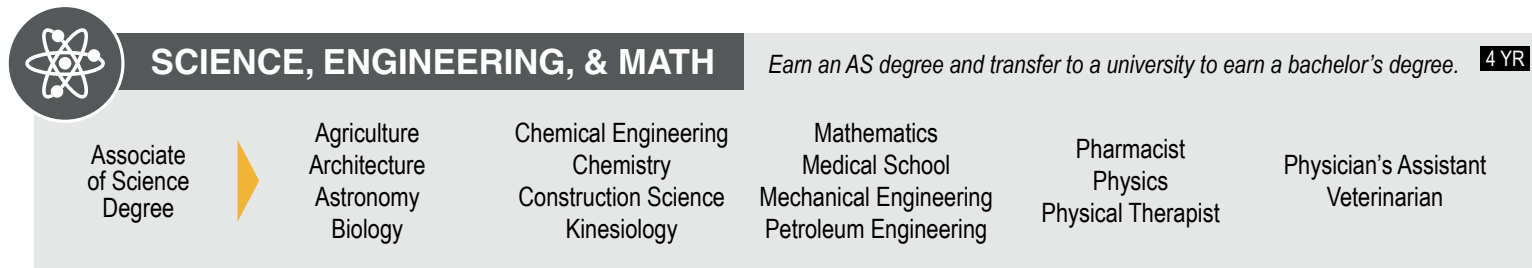 SCIENCE, ENGINEERING, & MATH
Earn an AS degree and transfer to a university to earn a bachelor's degree.
4 YR
Associate
of Science
Degree
Agriculture
Architecture
Astronomy
Biology
Chemical Engineering
Chemistry
Construction Science
Kinesiology
Mathematics
Medical School
Mechanical Engineering
Petroleum Engineering
Pharmacist
Physics
Physical Therapist
Physician's Assistant
Veterinarian